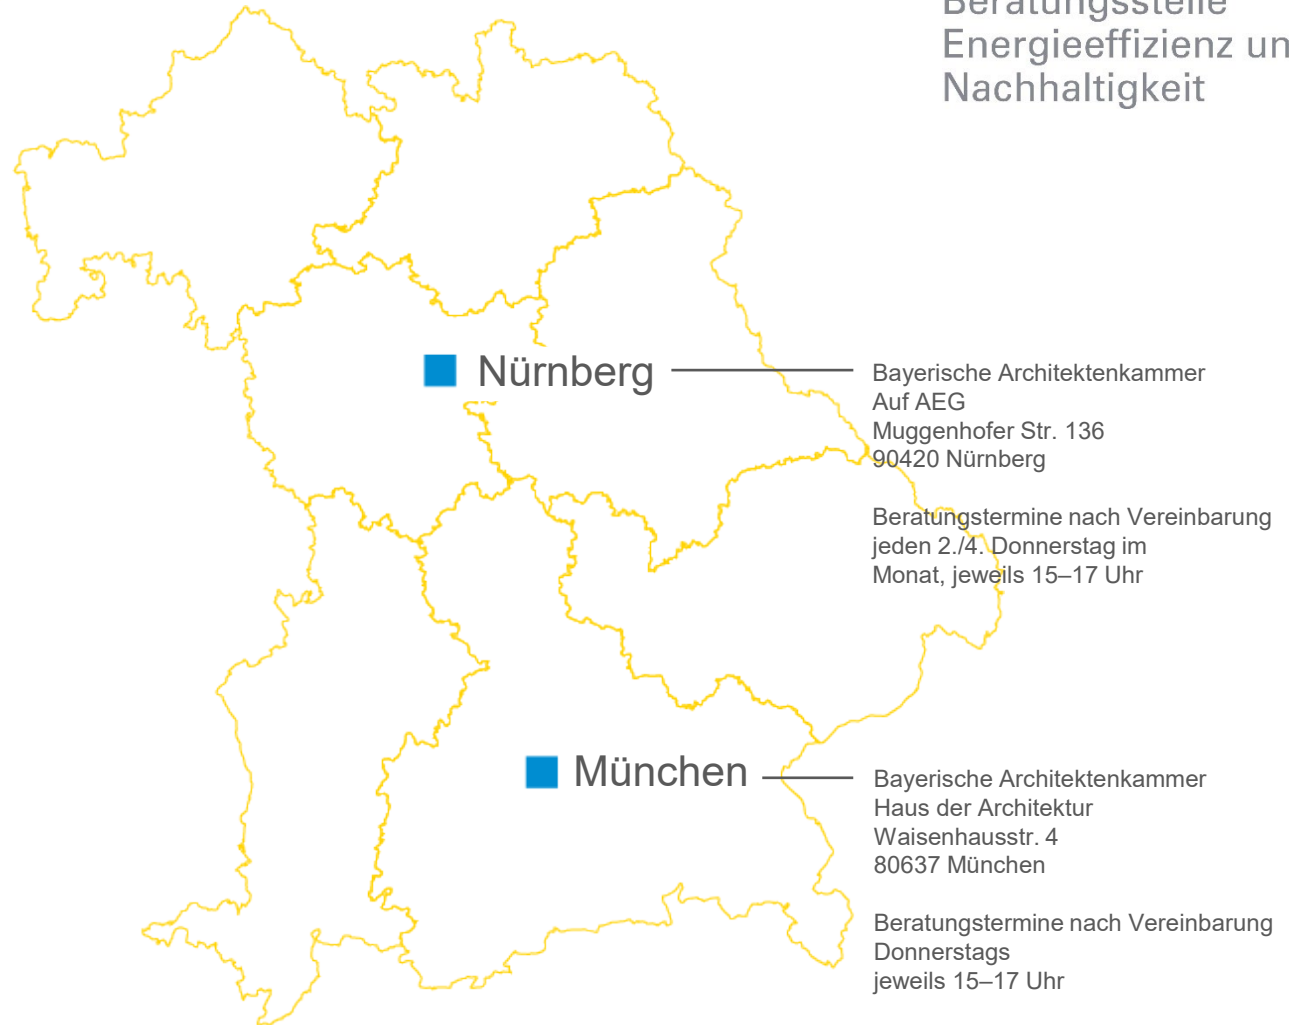 Beratungsstelle
Energieeffizienz un
Nachhaltigkeit
Nürnberg
Bayerische Architektenkammer
Auf AEG
Muggenhofer Str. 136
90420 Nürnberg
Beratungstermine nach Vereinbarung
jeden 2./4. Donnerstag im
Monat, jeweils 15–17 Uhr
München
Bayerische Architektenkammer
Haus der Architektur
Waisenhausstr. 4
80637 München
Beratungstermine nach Vereinbarung
Donnerstags
jeweils 15–17 Uhr